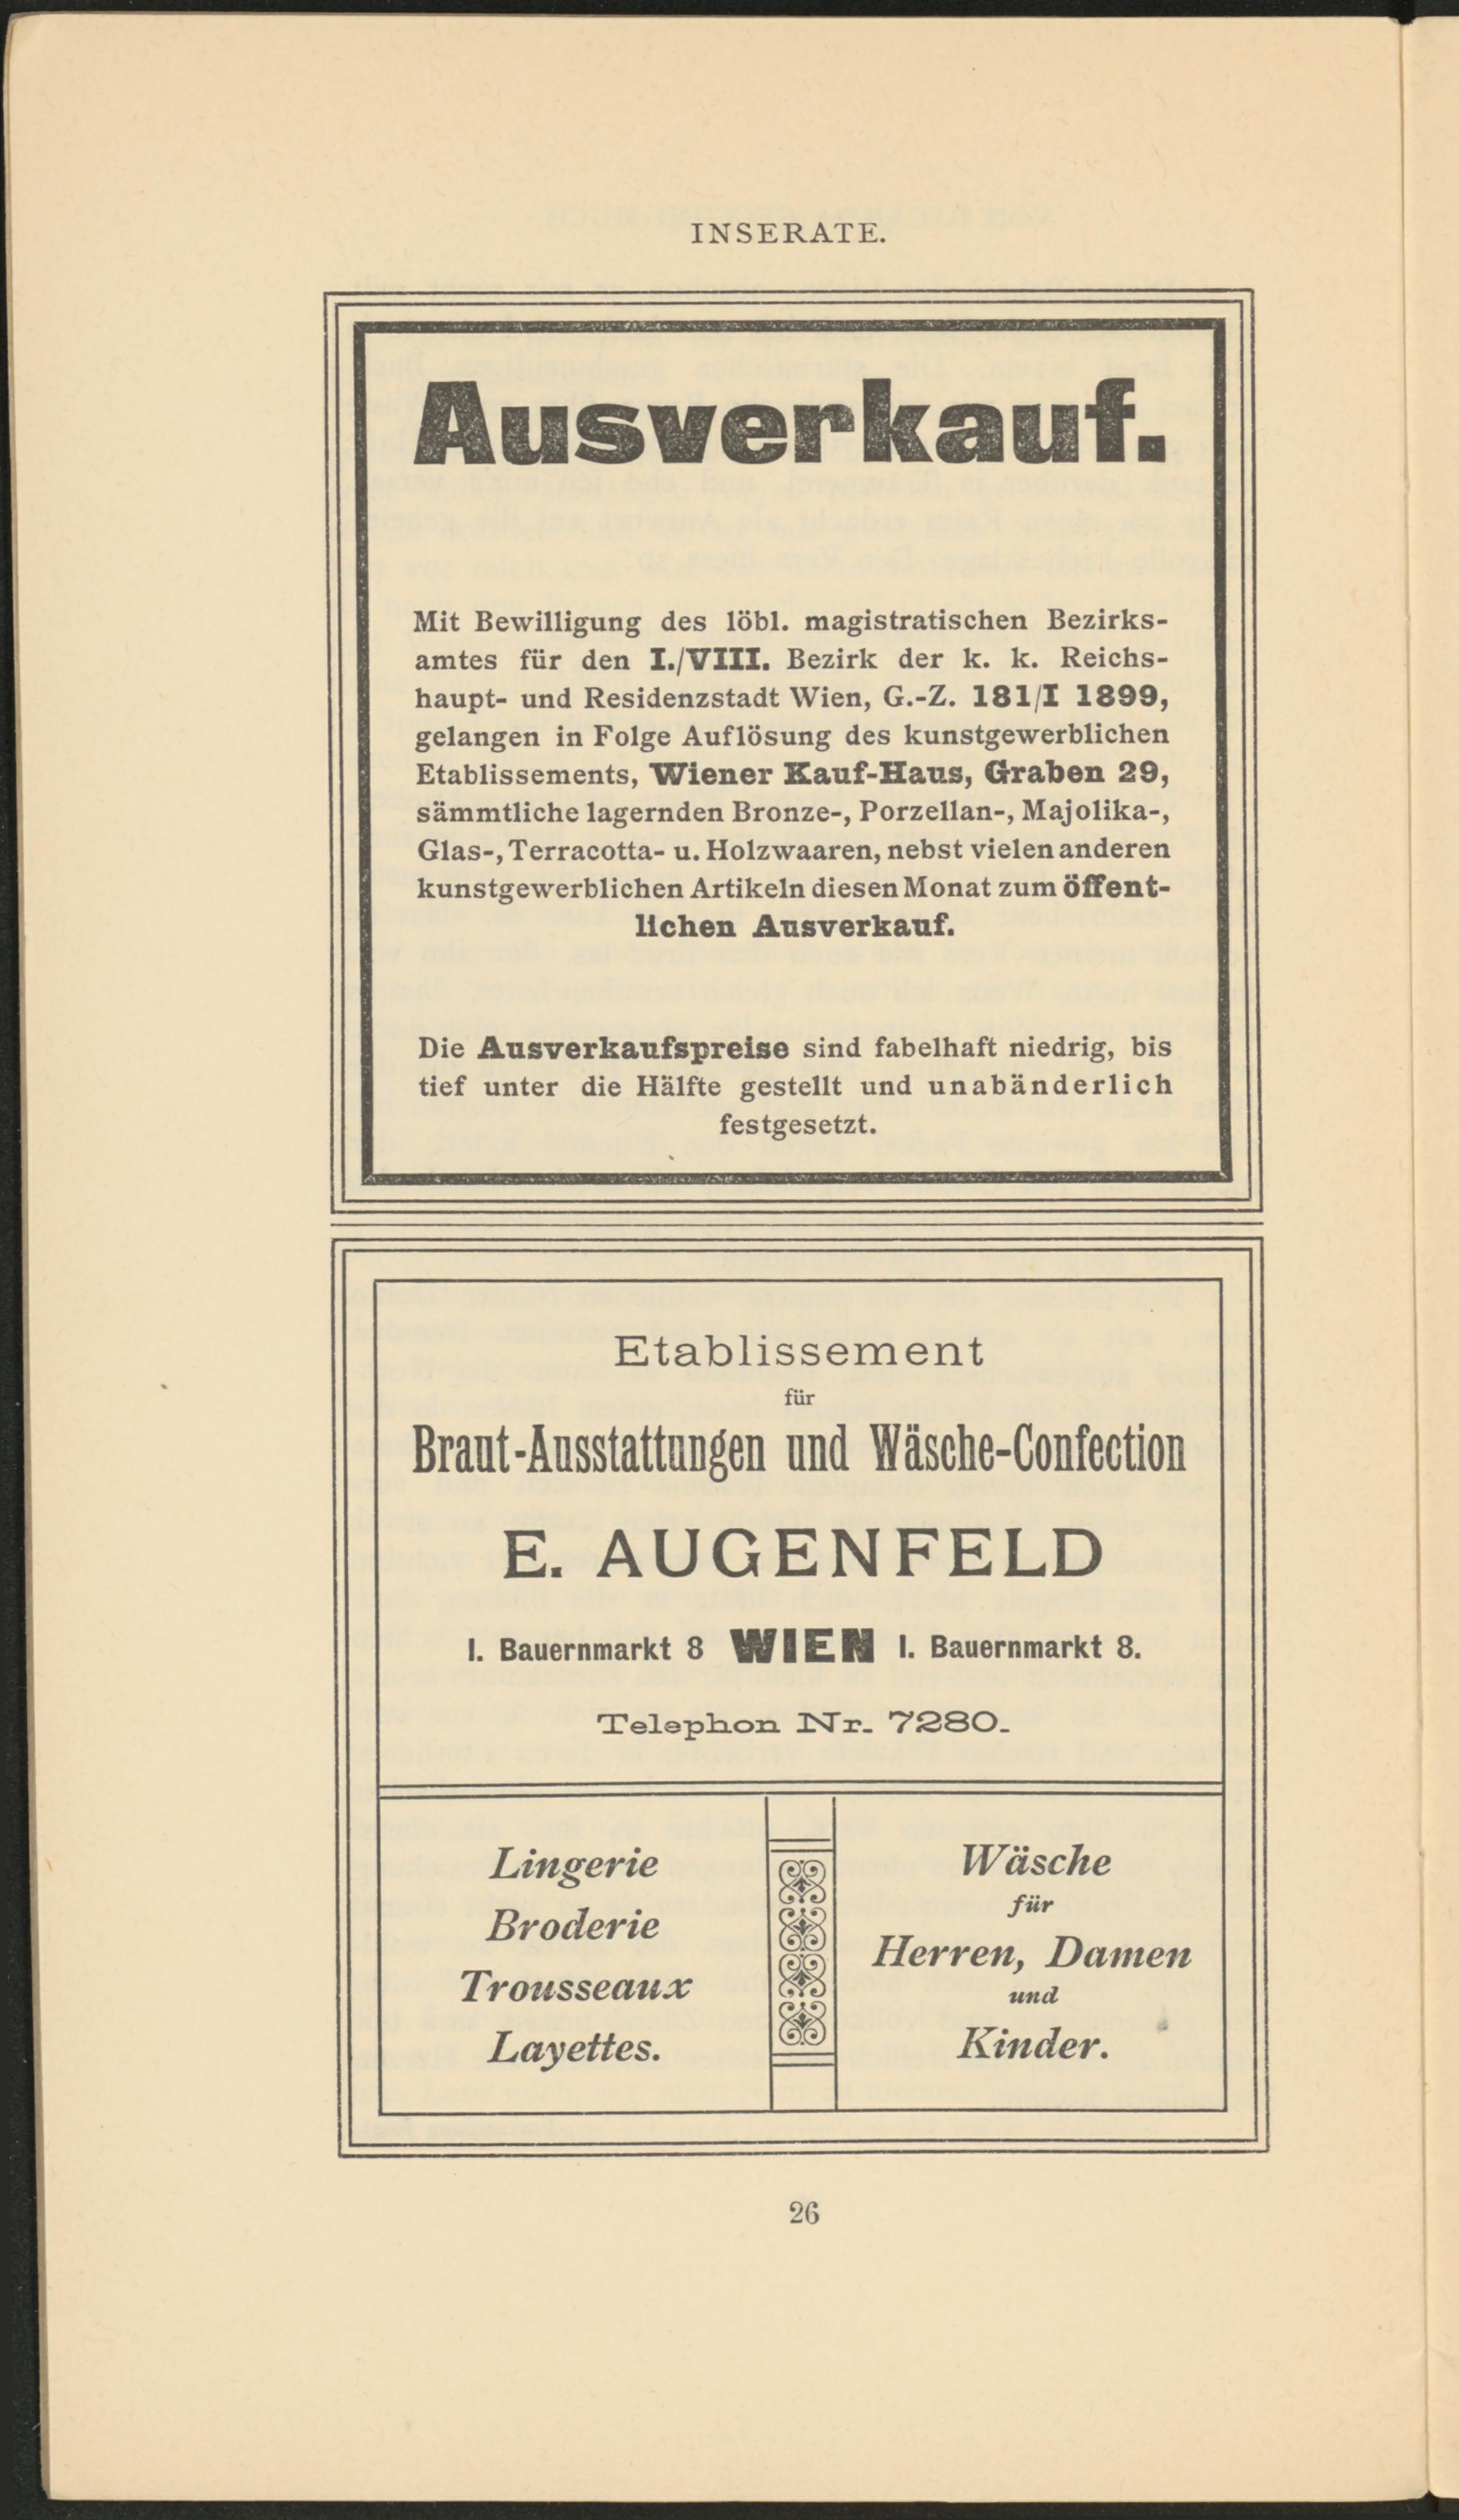 INSERATE.
Ausverkauf.
Mit Bewilligung des löbl. magistratischen Bezirks-
amtes für den I./VIII. Bezirk der k. k. Reichs-
haupt- und Residenzstadt Wien, G.-Z. 181/I 1899,
gelangen in Folge Auflösung des kunstgewerblichen
Etablissements, Wiener Kauf-Haus, Graben 29,
sämmtliche lagernden Bronze-, Porzellan-, Majolika-,
Glas-, Terracotta- u. Holzwaaren, nebst vielen anderen
kunstgewerblichen Artikeln diesen Monat zum öffent-
lichen Ausverkauf.
Die Ausverkaufspreise sind fabelhaft niedrig, bis
tief unter die Hälfte gestellt und unabänderlich
festgesetzt.
Etablissement
für
Braut-Ausstattungen und Wäsche-Confection
E. AUGENFELD
I. Bauernmarkt 8 WIEN I. Bauernmarkt 8.
Telephon Nr. 7280.
Lingerie
Broderie
Trousseaux
Layettes.
Wäsche
für
Herren, Damen
und
Kinder.
26